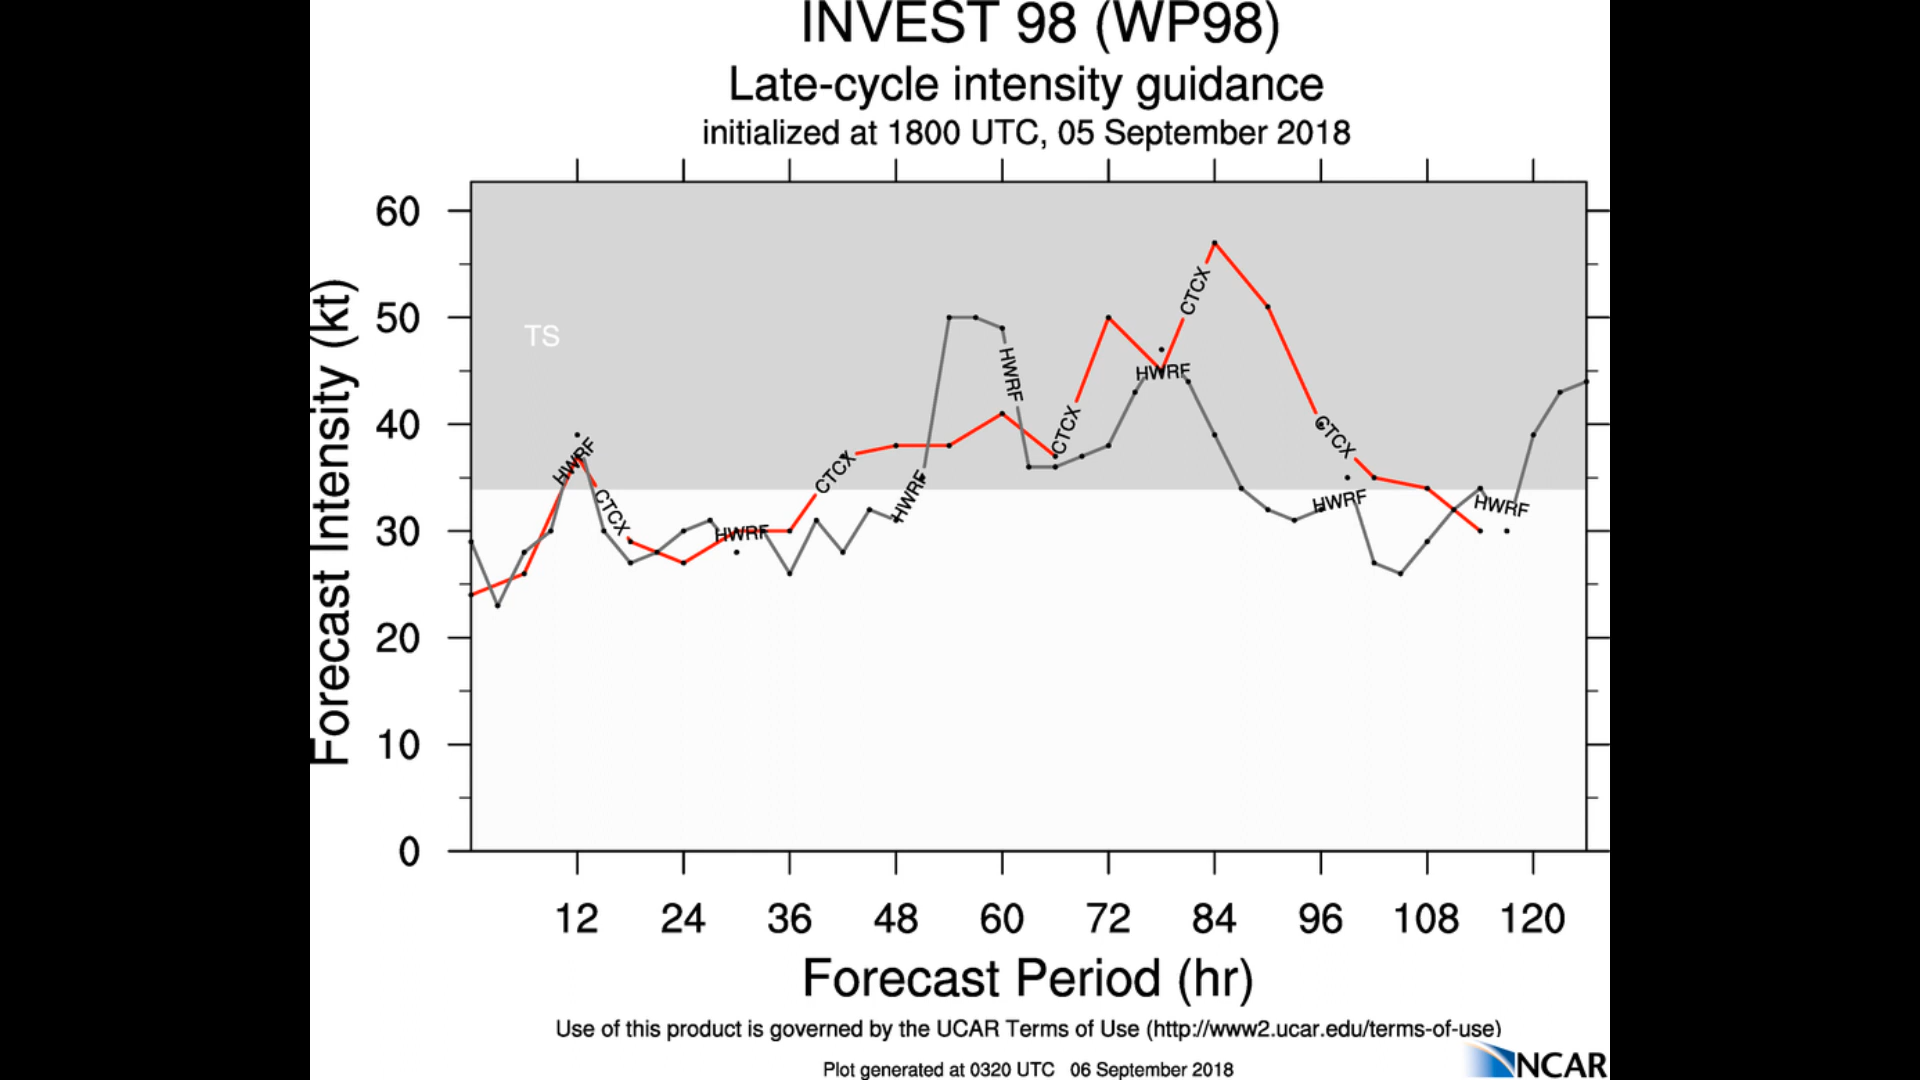 INVEST 98 (WP98)
Late-cycle intensity guidance
initialized at 1800 UTC, 05 September 2018
Forecast Intensity (kt)
60
50
40
30
20
10
0
TS
HWRF
CTCX
HWRF
CTCX
HWRF
HWRF
CTCX
HWRF
CTCX
CTCX
HWRF
HWRF
12 24 36 48 60 72 84 96 108 120
Forecast Period (hr)
Use of this product is governed by the UCAR Terms of Use (http://www2.ucar.edu/terms-of-use)
Plot generated at 0320 UTC 06 September 2018
NCAR